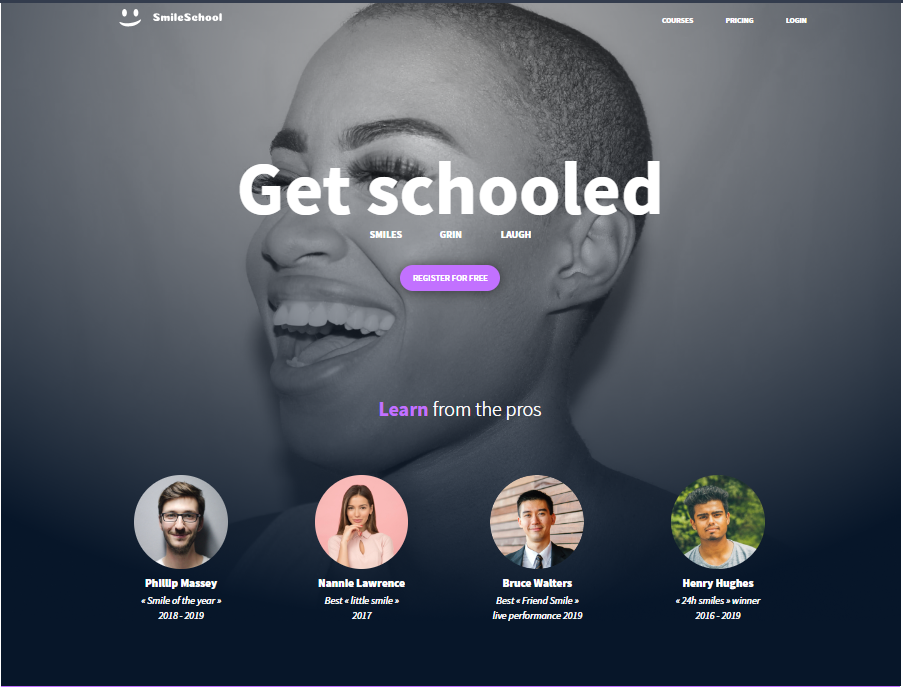 SmileSchool
COURSES PRICING LOGIN
Get schooled
SMILES GRIN LAUGH
REGISTER FOR FREE
Learn from the pros
Phillip Massey Nannie Lawrence Bruce Walters Henry Hughes
« Smile of the year » Best « little smile » Best « Friend Smile » « 24h smiles » winner
2018 - 2019 2017 live performance 2019 2016 - 2019